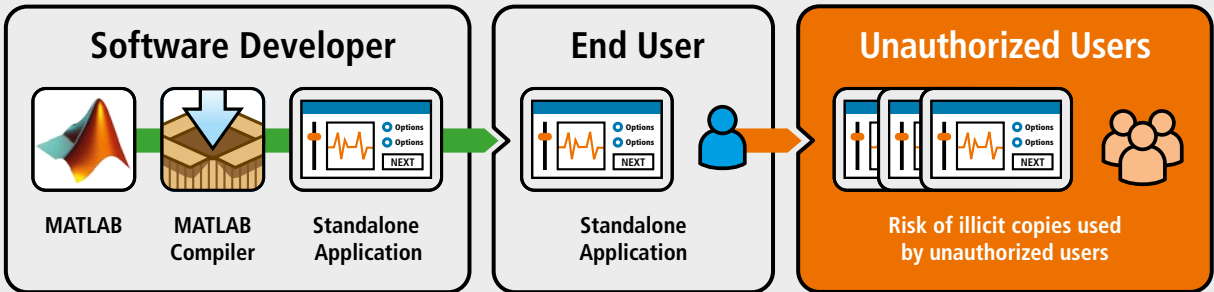 Software Developer
End User
Unauthorized Users
Options
Options
NEXT
Options
Options
NEXT
Options
Options
NEXT
MATLAB
MATLAB
Compiler
Standalone
Application
Standalone
Application
Risk of illicit copies used
by unauthorized users